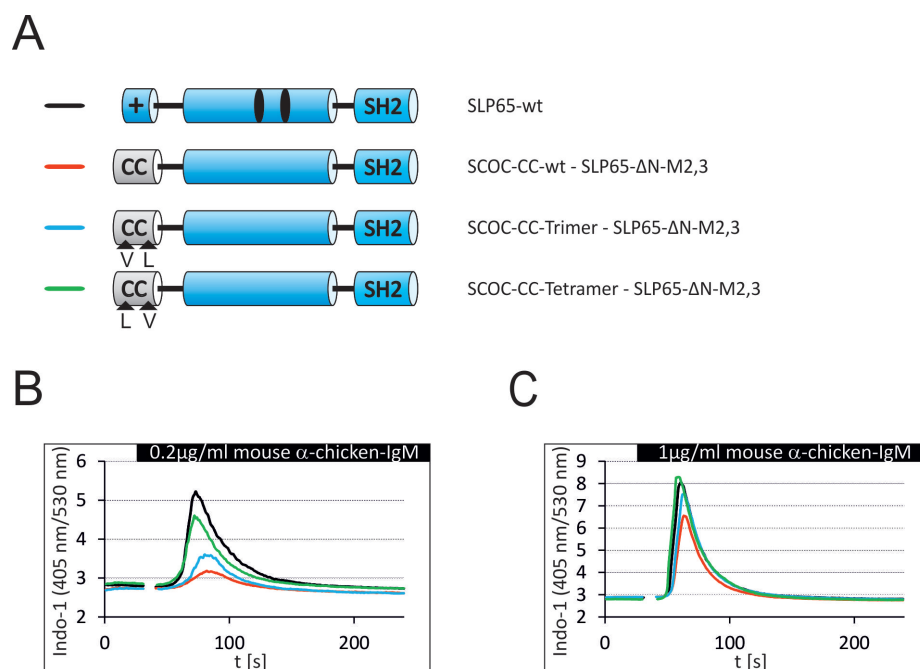 A
+ SH2 SLP65-wt
CC SH2 SCOC-CC-wt - SLP65-ΔN-M2,3
CC SH2 SCOC-CC-Trimer - SLP65-ΔN-M2,3
V L
CC SH2 SCOC-CC-Tetramer - SLP65-ΔN-M2,3
L V
B
0.2µg/ml mouse α-chicken-IgM
Indo-1 (405 nm/530 nm)
6
5
4
3
2
0 100 200
t [s]
C
1µg/ml mouse α-chicken-IgM
Indo-1 (405 nm/530 nm)
9
8
7
6
5
4
3
2
0 100 200
t [s]